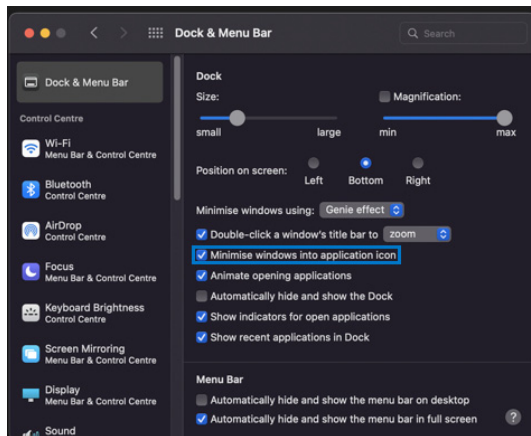 Dock & Menu Bar
Search
Dock & Menu Bar
Control Centre
Wi-Fi
Menu Bar & Control Centre
Bluetooth
Control Centre
AirDrop
Control Centre
Focus
Menu Bar & Control Centre
Keyboard Brightness
Control Centre
Screen Mirroring
Menu Bar & Control Centre
Display
Menu Bar & Control Centre
Sound
Dock
Size:
Magnification:
small large min max
Position on screen:
Left Bottom Right
Minimise windows using: Genie effect
Double-click a window's title bar to zoom
Minimise windows into application icon
Animate opening applications
Automatically hide and show the Dock
Show indicators for open applications
Show recent applications in Dock
Menu Bar
Automatically hide and show the menu bar on desktop
Automatically hide and show the menu bar in full screen
?